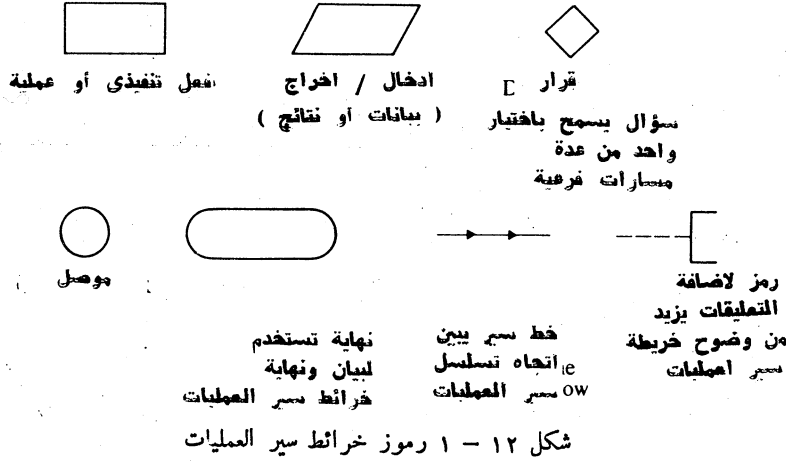 قرار
سؤال يسمح باختيار
واحد من عدة
مسارات فرعية
ادخال / اخراج
( بيانات أو نتائج )
فعل تنفيذى أو عملية
رمز لاضافة
التعليقات يزيد
من وضوح خريطة
سير اعمليات
خط سير يبين
اتجاه تسلسل
سير العمليات
نهاية تستخدم
لبيان ونهاية
خرائط سير العمليات
موصل
شكل ١٢ – ١ رموز خرائط سير العمليات